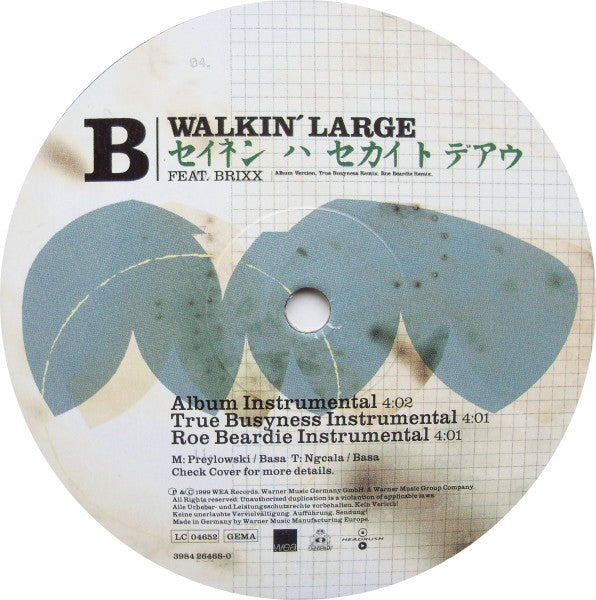 04.
B
WALKIN´ LARGE
セイネン ハ セカイ ト デアウ
FEAT. BRIXX
Album Version. True Busyness Remix. Roe Beardie Remix.
Album Instrumental 4:02
True Busyness Instrumental 4:01
Roe Beardie Instrumental 4:01
M: Preylowski / Basa T: Ngcala / Basa
Check Cover for more details.
℗ & © 1999 WEA Records. Warner Music Germany GmbH. A Warner Music Group Company.
All Rights reserved. Unauthorized duplication is a violation of applicable laws
Alle Urheber- und Leistungsschutzrechte vorbehalten. Kein Verleih!
Keine unerlaubte Vervielvältigung. Aufführung, Sendung!
Made in Germany by Warner Music Manufacturing Europe.
LC 04652 GEMA wea HEADRUSH
3984 26468-0